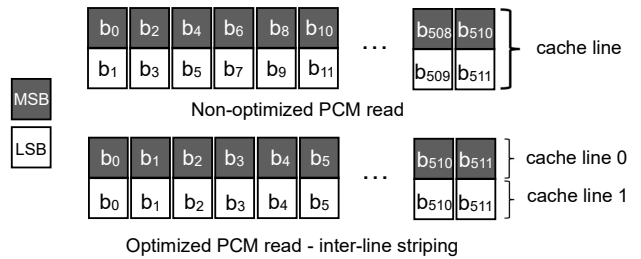 b0 b2 b4 b6 b8 b10 ... b508 b510
b1 b3 b5 b7 b9 b11 b509 b511
cache line
MSB
LSB
Non-optimized PCM read
b0 b1 b2 b3 b4 b5 ... b510 b511
cache line 0
b0 b1 b2 b3 b4 b5 b510 b511
cache line 1
Optimized PCM read - inter-line striping